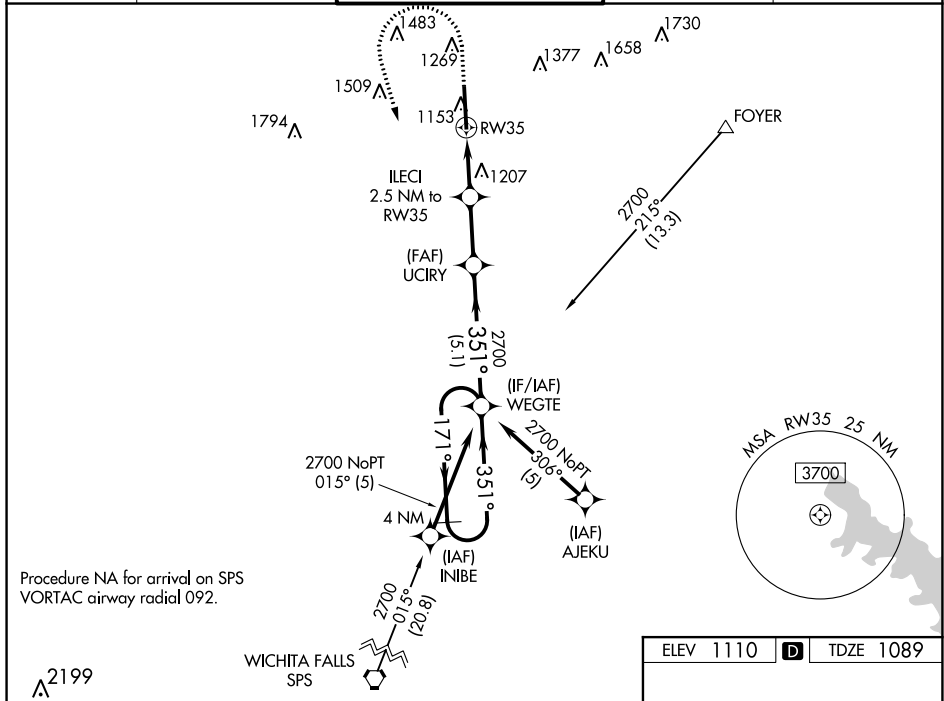 1483
1269
1377
1658
1730
1509
1153
1794
RW35
FOYER
1207
ILECI
2.5 NM to
RW35
2700
215°
(13.3)
(FAF)
UCIRY
2700
351°
(5.1)
(IF/IAF)
WEGTE
171°
351°
2700 NoPT
306°
(5)
2700 NoPT
015° (5)
4 NM
(IAF)
INIBE
(IAF)
AJEKU
MSA RW35 25 NM
3700
Procedure NA for arrival on SPS
VORTAC airway radial 092.
2700
015°
(20.8)
WICHITA FALLS
SPS
2199
ELEV 1110 D TDZE 1089